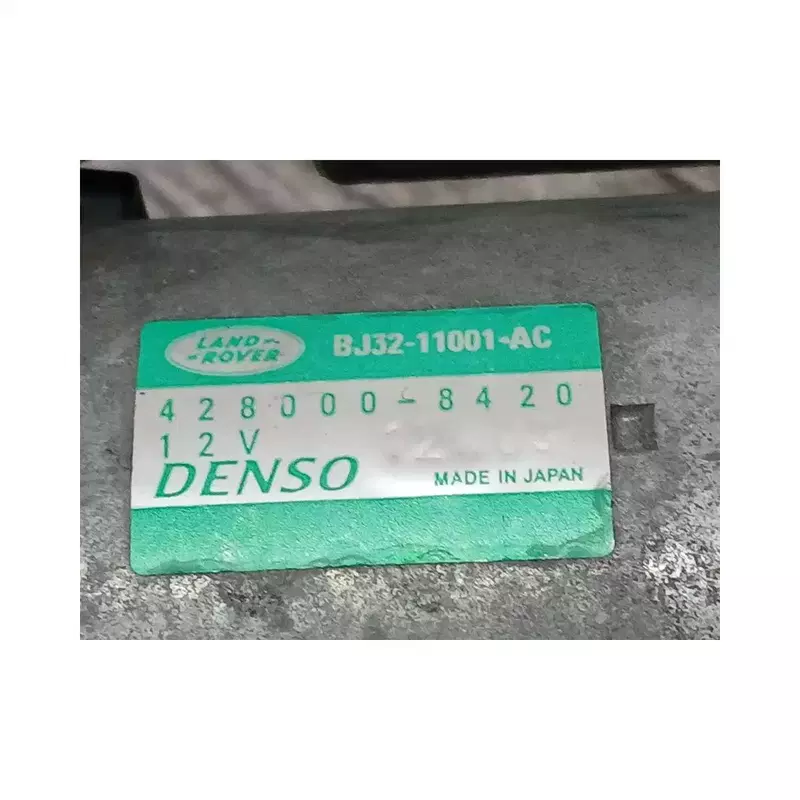 LAND
ROVER
BJ32-11001-AC
428000-8420
12V
DENSO
MADE IN JAPAN